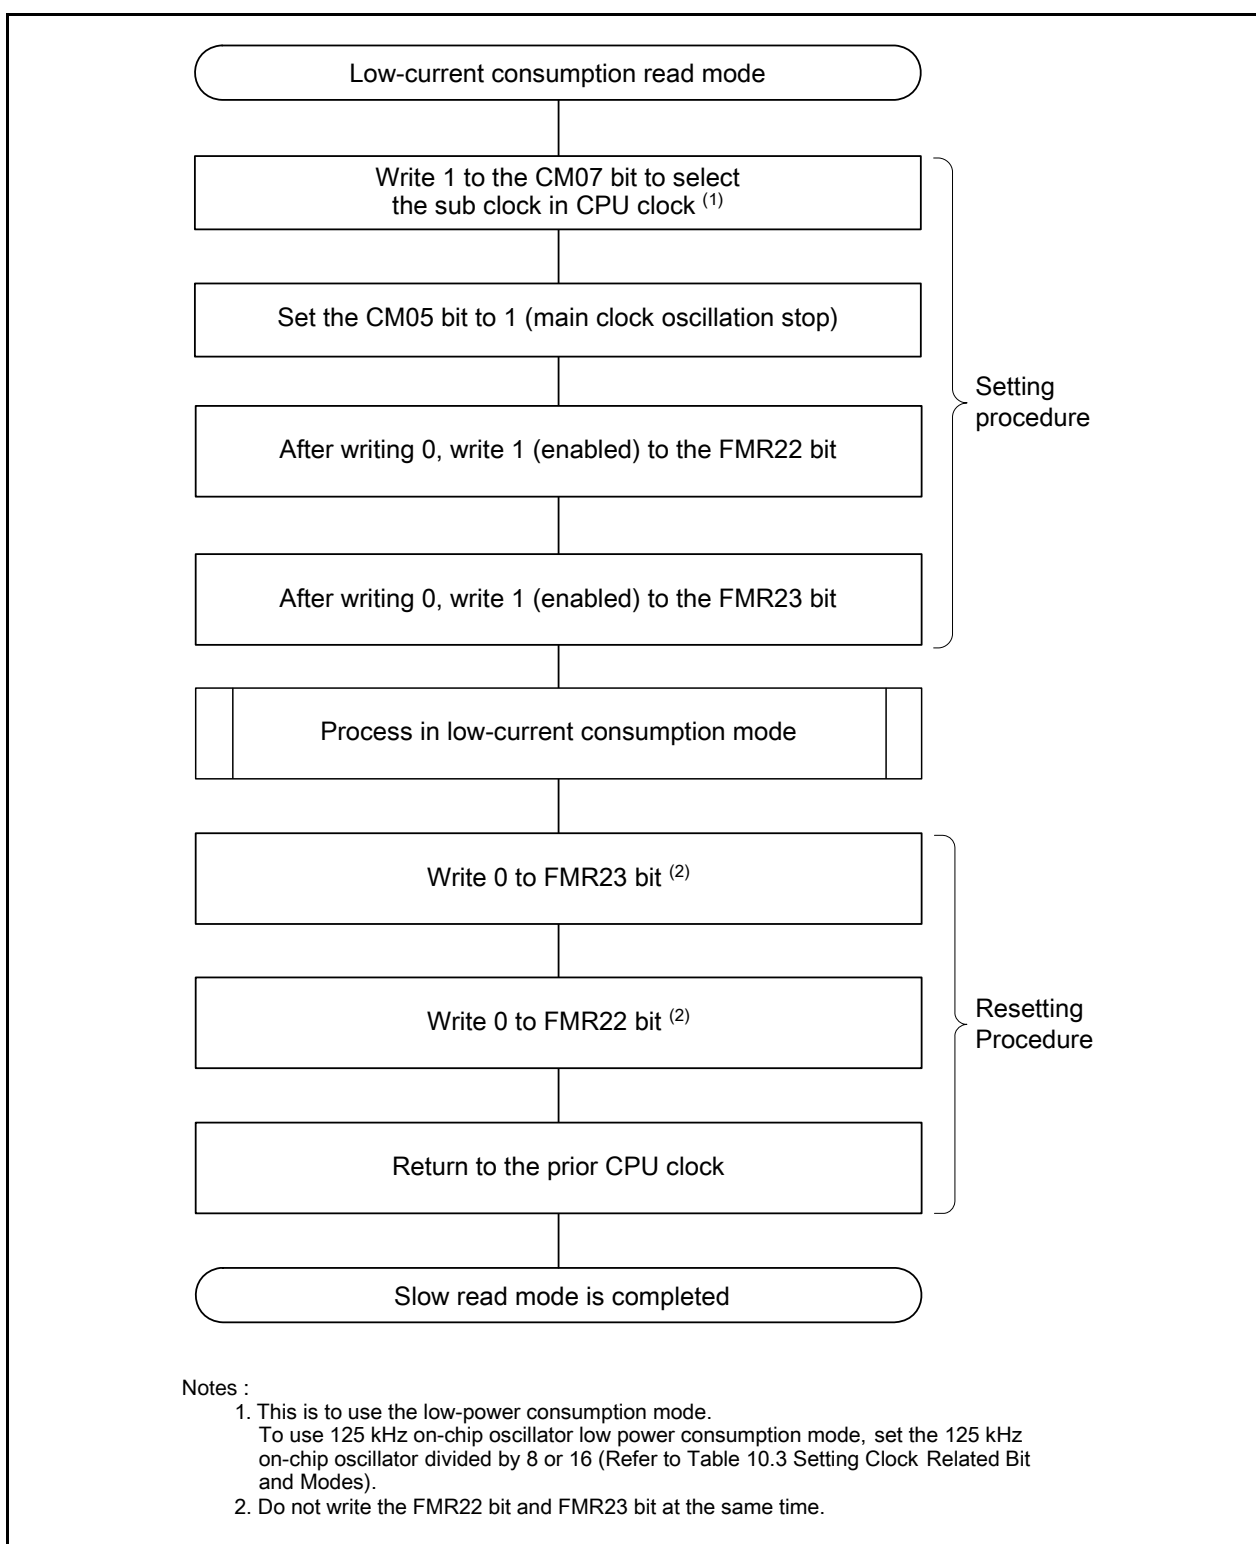 Low-current consumption read mode
Write 1 to the CM07 bit to select
the sub clock in CPU clock (1)
Set the CM05 bit to 1 (main clock oscillation stop)
After writing 0, write 1 (enabled) to the FMR22 bit
After writing 0, write 1 (enabled) to the FMR23 bit
Setting
procedure
Process in low-current consumption mode
Write 0 to FMR23 bit (2)
Write 0 to FMR22 bit (2)
Return to the prior CPU clock
Resetting
Procedure
Slow read mode is completed
Notes :
1. This is to use the low-power consumption mode.
To use 125 kHz on-chip oscillator low power consumption mode, set the 125 kHz
on-chip oscillator divided by 8 or 16 (Refer to Table 10.3 Setting Clock Related Bit
and Modes).
2. Do not write the FMR22 bit and FMR23 bit at the same time.